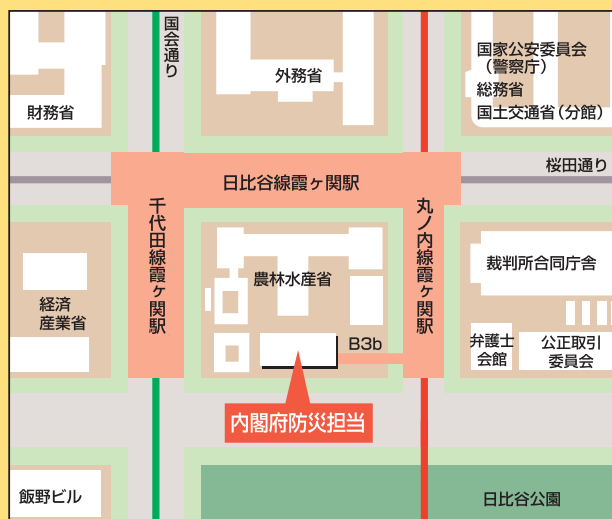 国会通り
外務省
財務省
国家公安委員会
（警察庁）
総務省
国土交通省（分館）
桜田通り
日比谷線霞ヶ関駅
千代田線霞ヶ関駅
丸ノ内線霞ヶ関駅
農林水産省
裁判所合同庁舎
経済
産業省
B3b
弁護士
会館
公正取引
委員会
内閣府防災担当
飯野ビル
日比谷公園